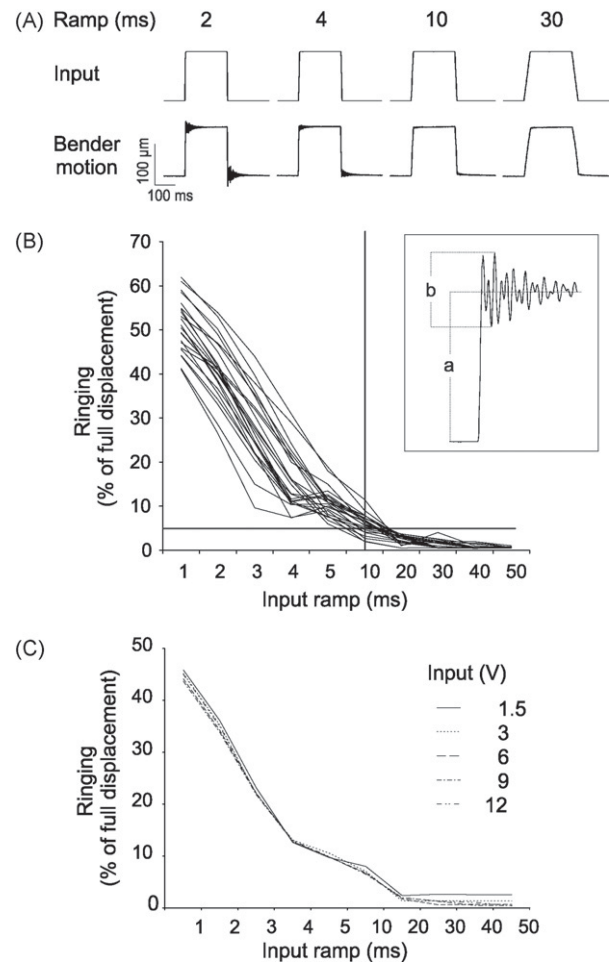 (A) Ramp (ms) 2 4 10 30
Input
Bender
motion
100 µm
100 ms
(B)
70
60
50
40
30
20
10
0
Ringing
(% of full displacement)
1 2 3 4 5 10 20 30 40 50
Input ramp (ms)
b
a
(C)
50
40
30
20
10
0
Ringing
(% of full displacement)
Input (V)
1.5
3
6
9
12
1 2 3 4 5 10 20 30 40 50
Input ramp (ms)